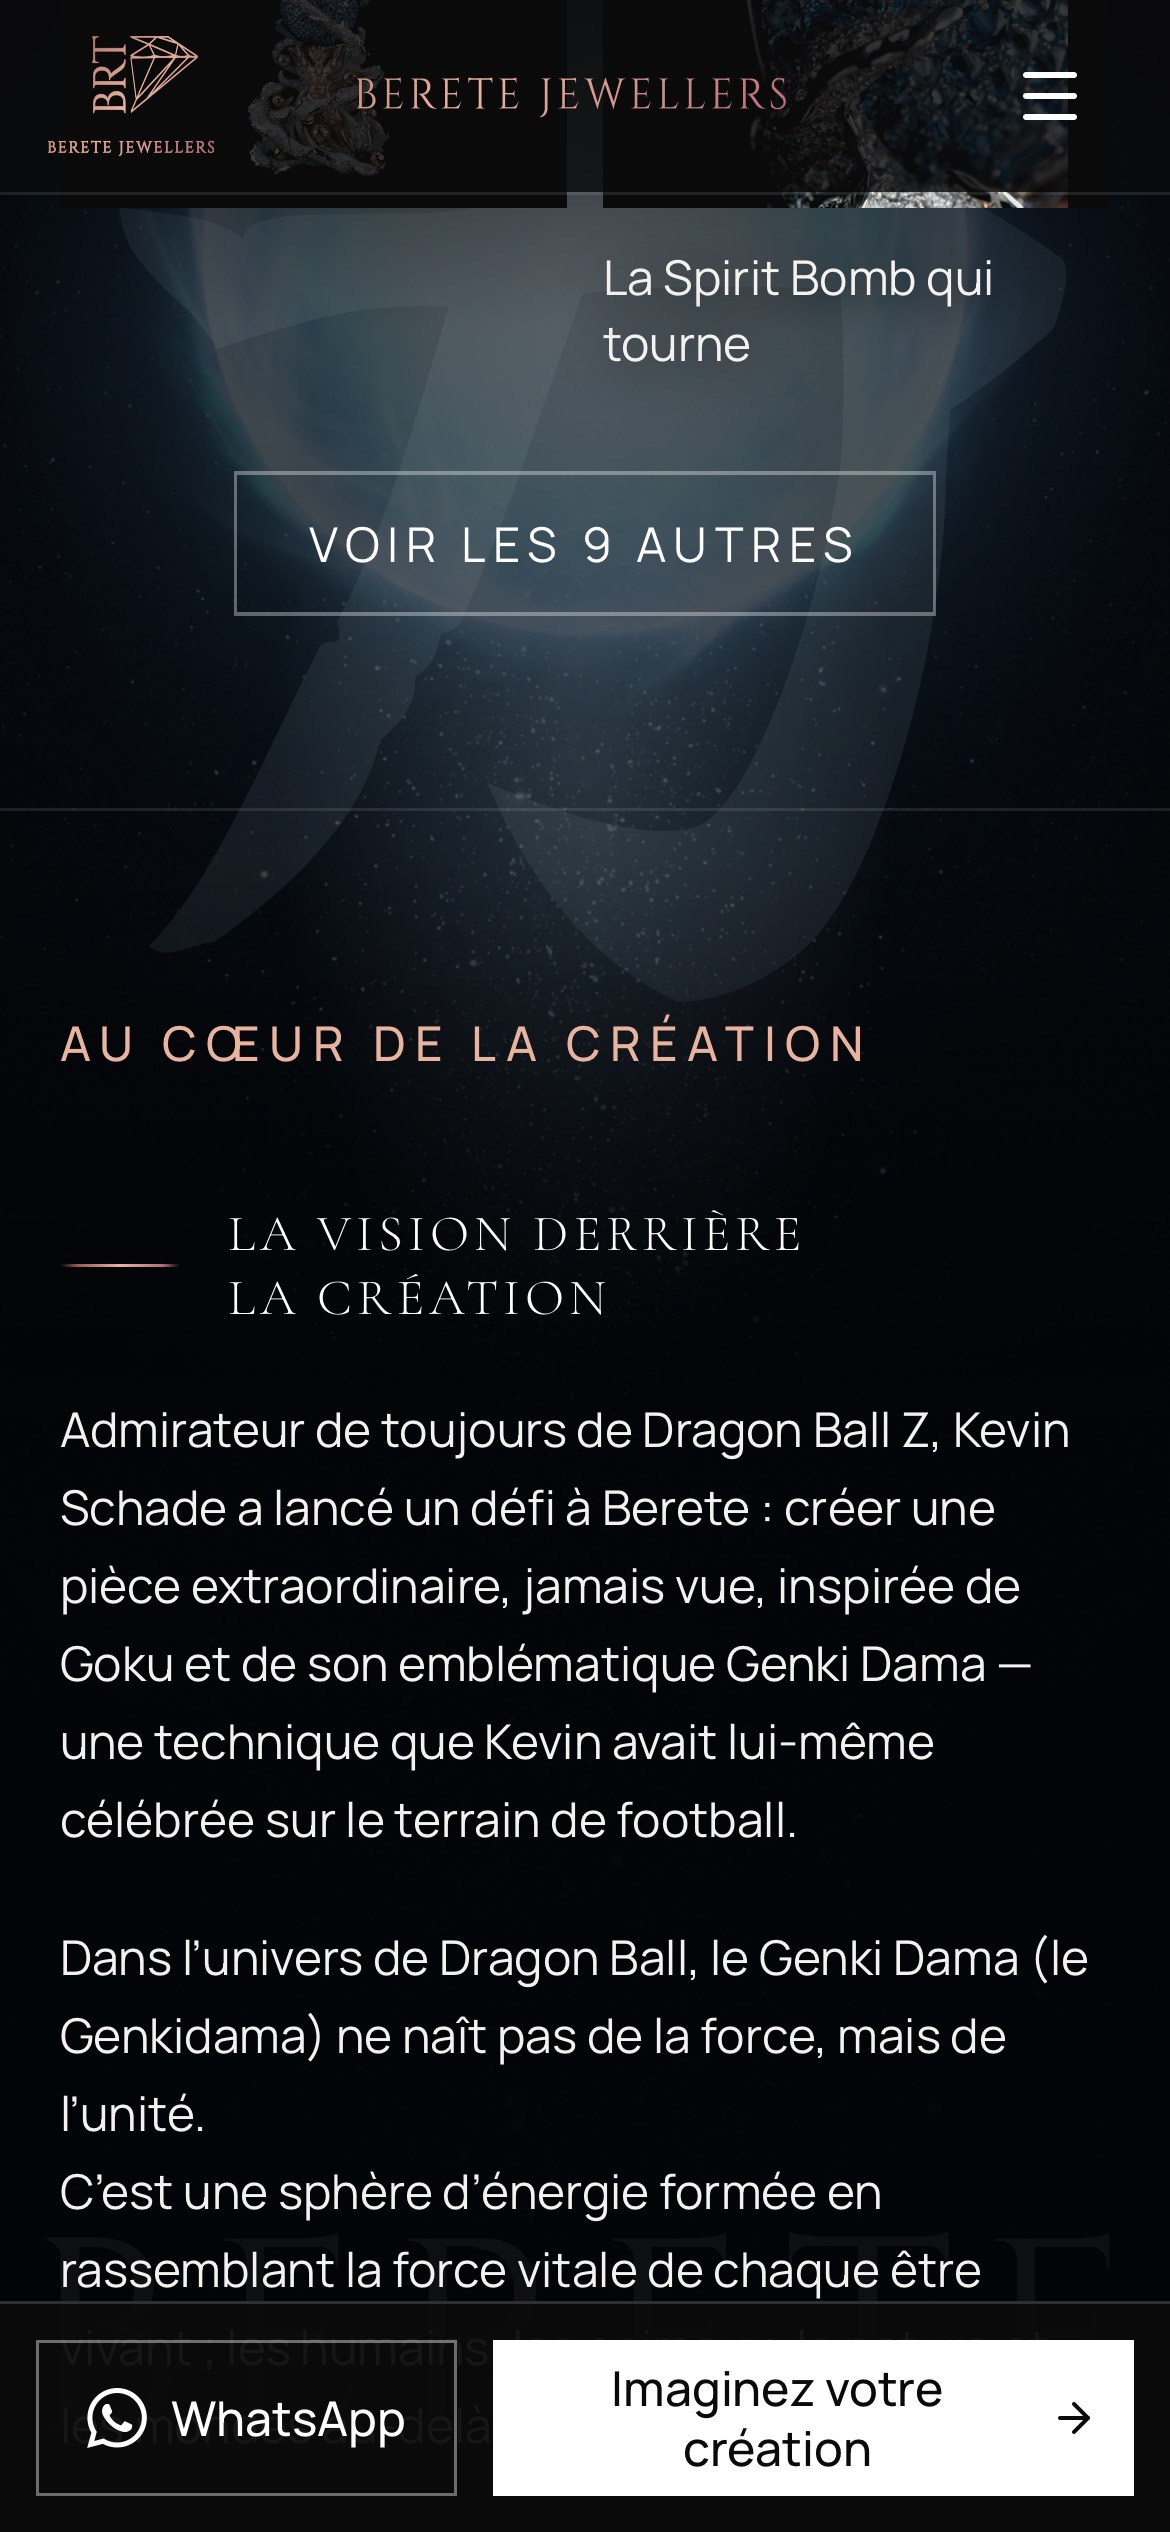 BRT
BERETE JEWELLERS
BERETE JEWELLERS
La Spirit Bomb qui
tourne
VOIR LES 9 AUTRES
AU CŒUR DE LA CRÉATION
LA VISION DERRIÈRE
LA CRÉATION
Admirateur de toujours de Dragon Ball Z, Kevin
Schade a lancé un défi à Berete : créer une
pièce extraordinaire, jamais vue, inspirée de
Goku et de son emblématique Genki Dama —
une technique que Kevin avait lui-même
célébrée sur le terrain de football.
Dans l’univers de Dragon Ball, le Genki Dama (le
Genkidama) ne naît pas de la force, mais de
l’unité.
C’est une sphère d’énergie formée en
rassemblant la force vitale de chaque être
vivant ; les humains
WhatsApp
Imaginez votre
création